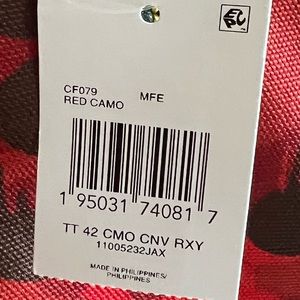 CF079 MFE
RED CAMO
1 95031 74081 7
TT 42 CMO CNV RXY
11005232JAX
MADE IN PHILIPPINES/
PHILIPPINES